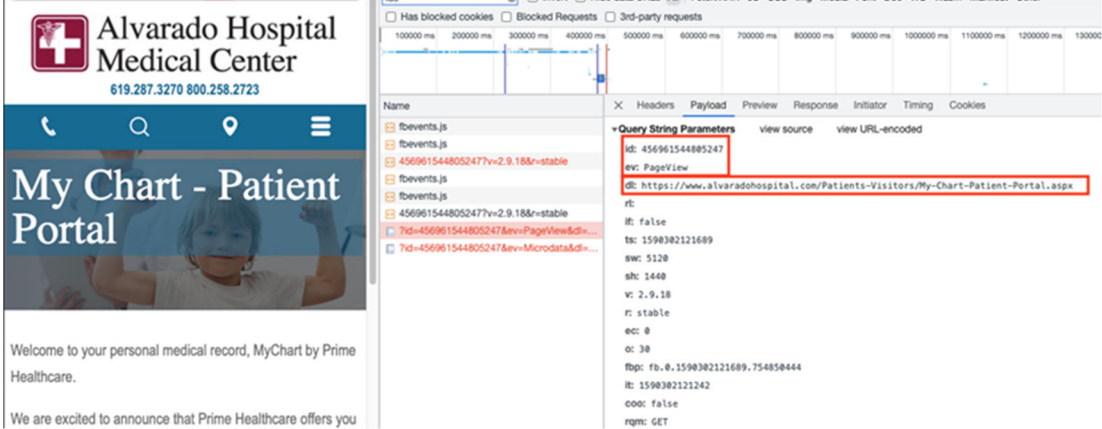 Alvarado Hospital
Medical Center
619.287.3270 800.258.2723
My Chart - Patient
Portal
Welcome to your personal medical record, MyChart by Prime
Healthcare.
We are excited to announce that Prime Healthcare offers you
Has blocked cookies Blocked Requests 3rd-party requests
100000 ms 200000 ms 300000 ms 400000 ms 500000 ms 600000 ms 700000 ms 800000 ms 900000 ms 1000000 ms 1100000 ms 1200000 ms 130000
Name
fbevents.js
fbevents.js
456961544805247?v=2.9.18&r=stable
fbevents.js
fbevents.js
456961544805247?v=2.9.18&r=stable
?id=456961544805247&ev=PageView&dl=...
?id=456961544805247&ev=Microdata&dl=...
Headers Payload Preview Response Initiator Timing Cookies
Query String Parameters view source view URL-encoded
id: 456961544805247
ev: PageView
dl: https://www.alvaradohospital.com/Patients-Visitors/My-Chart-Patient-Portal.aspx
rl:
if: false
ts: 1590302121689
sw: 5120
sh: 1440
v: 2.9.18
r: stable
ec: 0
o: 30
fbp: fb.0.1590302121689.754850444
it: 1590302121242
coo: false
rqm: GET